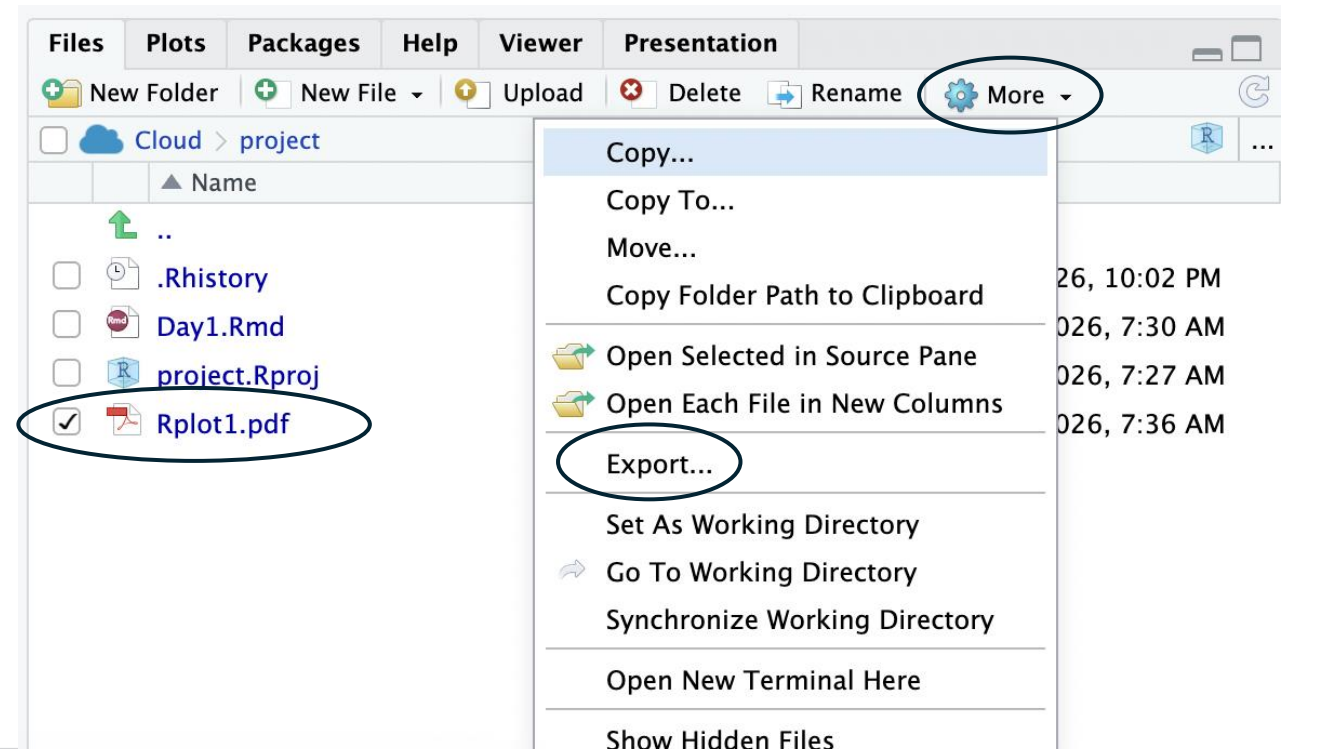 Files Plots Packages Help Viewer Presentation
New Folder New File Upload Delete Rename More
Cloud > project R ...
Name
..
.Rhistory 26, 10:02 PM
Rmd Day1.Rmd 026, 7:30 AM
R project.Rproj 026, 7:27 AM
Rplot1.pdf 026, 7:36 AM
Copy...
Copy To...
Move...
Copy Folder Path to Clipboard
Open Selected in Source Pane
Open Each File in New Columns
Export...
Set As Working Directory
Go To Working Directory
Synchronize Working Directory
Open New Terminal Here
Show Hidden Files